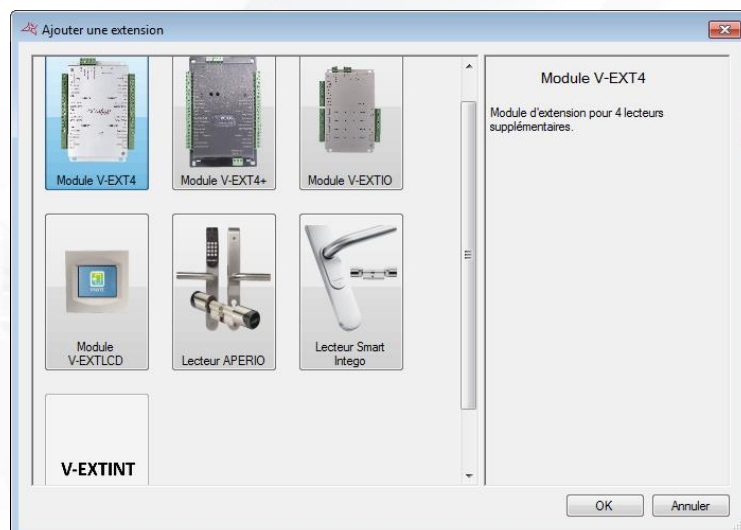 Ajouter une extension
Module V-EXT4
Module V-EXT4+
Module V-EXTIO
Module
V-EXTLCD
Lecteur APERIO
Lecteur Smart
Intego
V-EXTINT
Module V-EXT4
Module d'extension pour 4 lecteurs
supplémentaires.
OK
Annuler